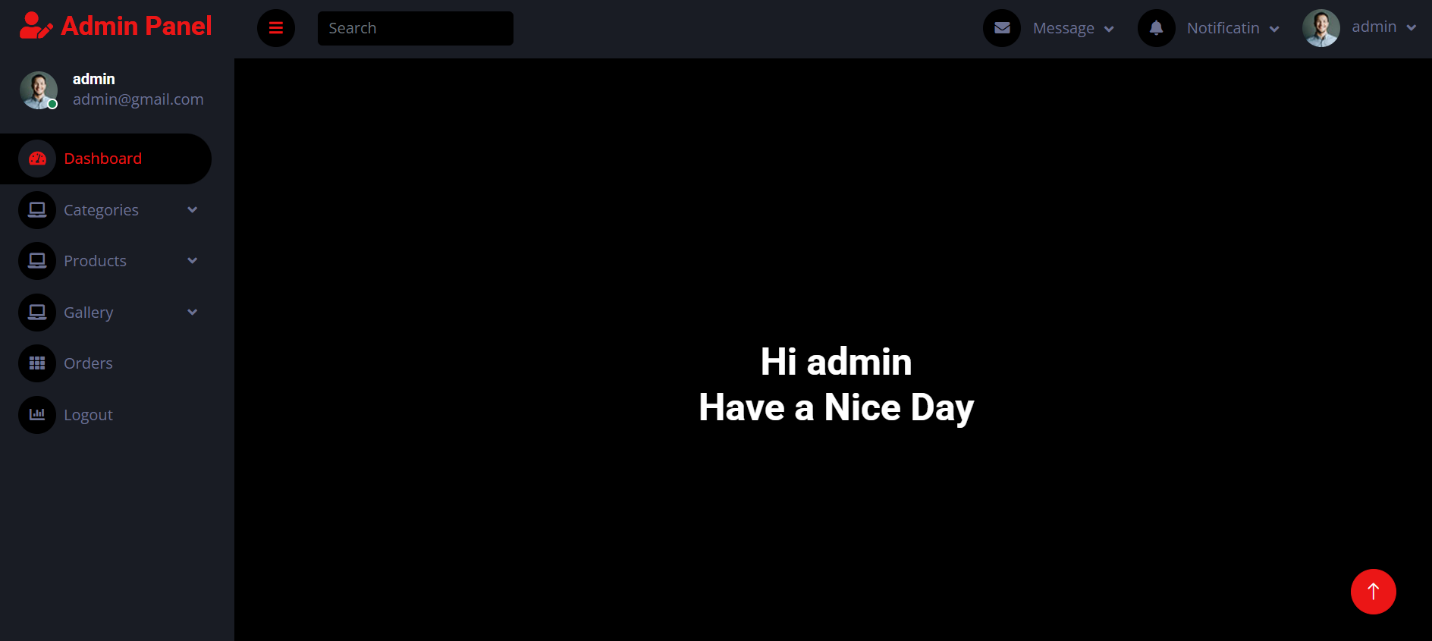 Admin Panel
Search
Message
Notificatin
admin
admin
admin@gmail.com
Dashboard
Categories
Products
Gallery
Orders
Logout
Hi admin
Have a Nice Day